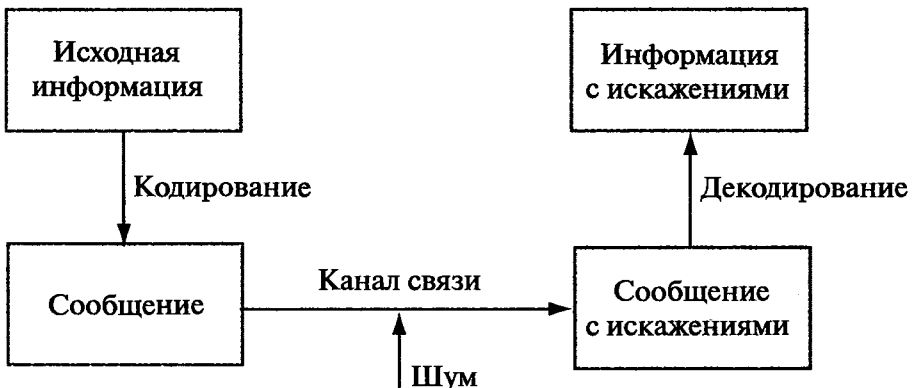 Исходная
информация
Информация
с искажениями
Кодирование
Декодирование
Сообщение
Канал связи
Сообщение
с искажениями
Шум